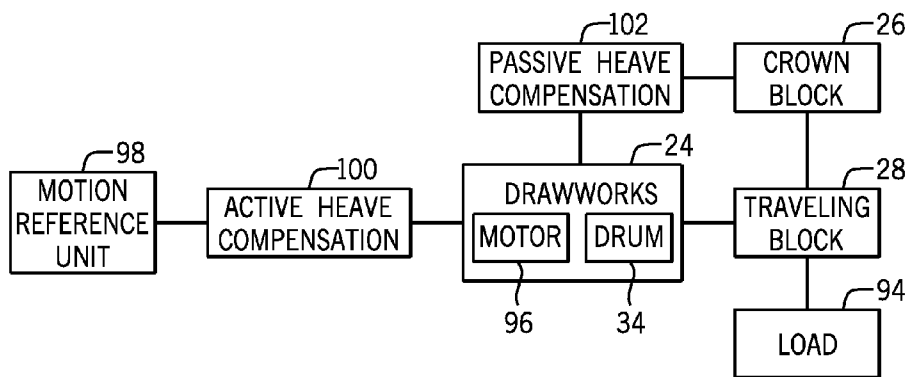 102
26
PASSIVE HEAVE
COMPENSATION
CROWN
BLOCK
98
100
24
28
MOTION
REFERENCE
UNIT
ACTIVE HEAVE
COMPENSATION
DRAWWORKS
MOTOR
DRUM
TRAVELING
BLOCK
96
34
94
LOAD